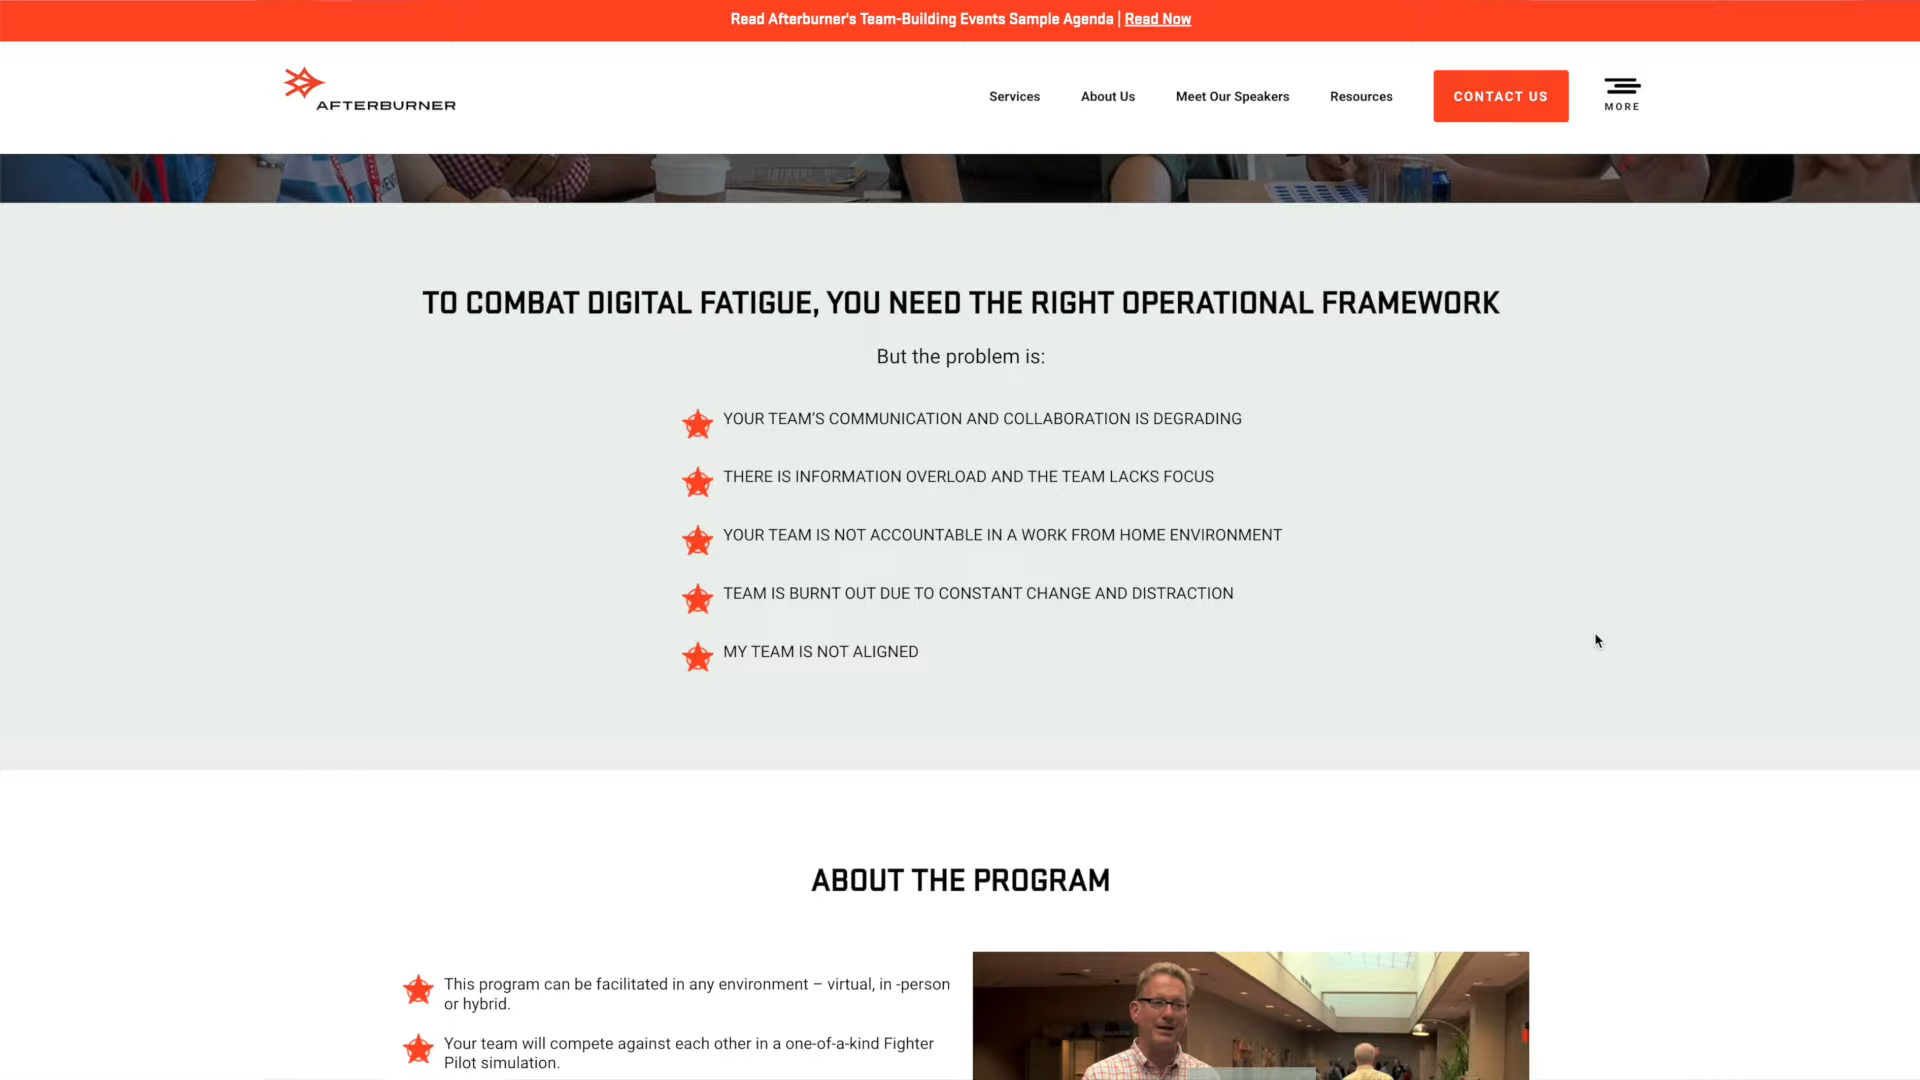 Read Afterburner's Team-Building Events Sample Agenda | Read Now
AFTERBURNER
Services
About Us
Meet Our Speakers
Resources
CONTACT US
MORE
TO COMBAT DIGITAL FATIGUE, YOU NEED THE RIGHT OPERATIONAL FRAMEWORK
But the problem is:
YOUR TEAM’S COMMUNICATION AND COLLABORATION IS DEGRADING
THERE IS INFORMATION OVERLOAD AND THE TEAM LACKS FOCUS
YOUR TEAM IS NOT ACCOUNTABLE IN A WORK FROM HOME ENVIRONMENT
TEAM IS BURNT OUT DUE TO CONSTANT CHANGE AND DISTRACTION
MY TEAM IS NOT ALIGNED
ABOUT THE PROGRAM
This program can be facilitated in any environment – virtual, in -person
or hybrid.
Your team will compete against each other in a one-of-a-kind Fighter
Pilot simulation.